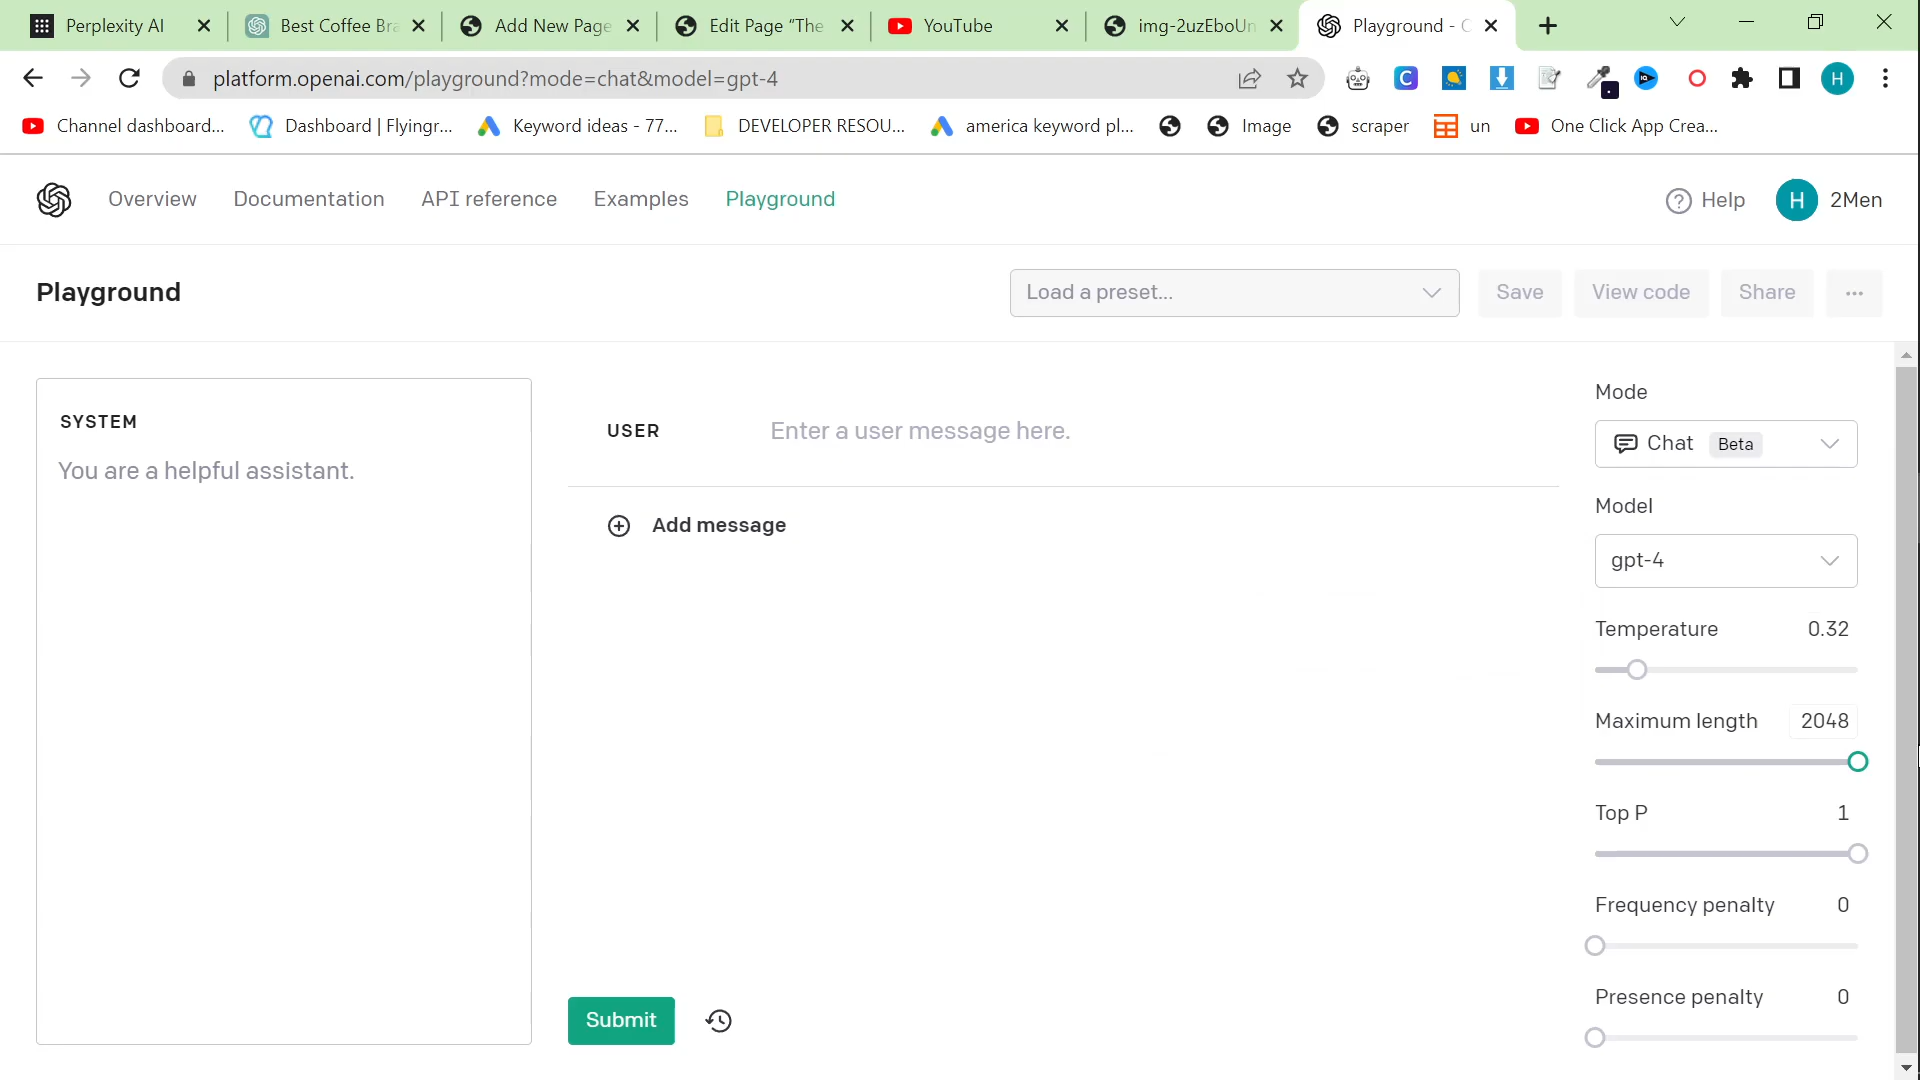 Perplexity AI
Best Coffee Bra
Add New Page
Edit Page “The
YouTube
img-2uzEboUn
Playground - C
platform.openai.com/playground?mode=chat&model=gpt-4
C
H
Channel dashboard...
Dashboard | Flyingr...
Keyword ideas - 77...
DEVELOPER RESOU...
america keyword pl...
Image
scraper
un
One Click App Crea...
Overview
Documentation
API reference
Examples
Playground
Help
H
2Men
Playground
Load a preset...
Save
View code
Share
...
SYSTEM
You are a helpful assistant.
USER
Enter a user message here.
Add message
Submit
Mode
Chat
Beta
Model
gpt-4
Temperature
0.32
Maximum length
2048
Top P
1
Frequency penalty
0
Presence penalty
0